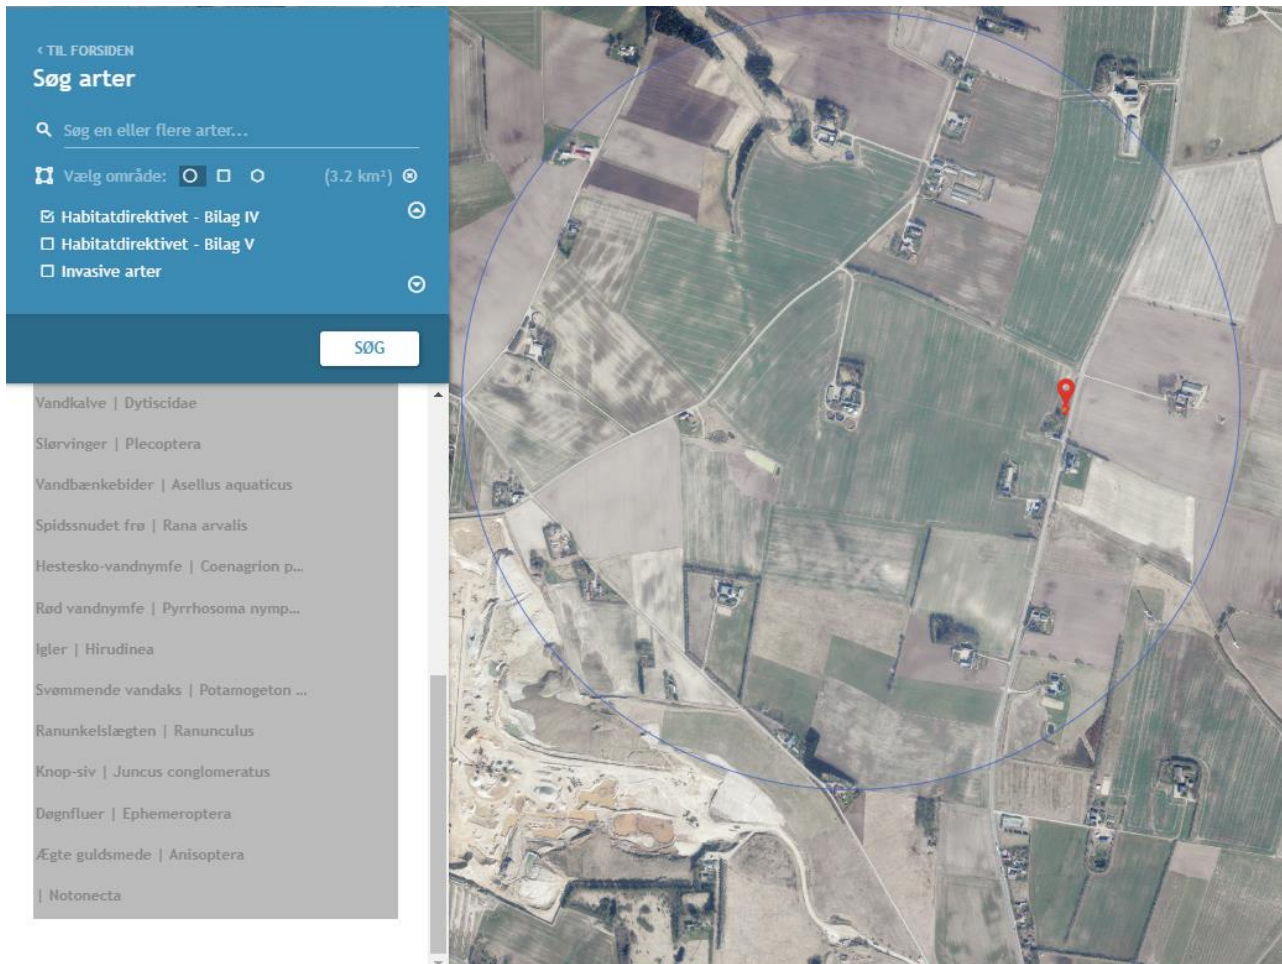 ‹ TIL FORSIDEN
Søg arter
Søg en eller flere arter...
Vælg område: (3.2 km²)
Habitatdirektivet - Bilag IV
Habitatdirektivet - Bilag V
Invasive arter
SØG
Vandkalve | Dytiscidae
Slørvinger | Plecoptera
Vandbænkebider | Asellus aquaticus
Spidssnudet frø | Rana arvalis
Hestesko-vandnymfe | Coenagrion p...
Rød vandnymfe | Pyrrhosoma nymp...
Igler | Hirudinea
Svømmende vandaks | Potamogeton ...
Ranunkelslægten | Ranunculus
Knop-siv | Juncus conglomeratus
Døgnfluer | Ephemeroptera
Ægte guldsmede | Anisoptera
| Notonecta